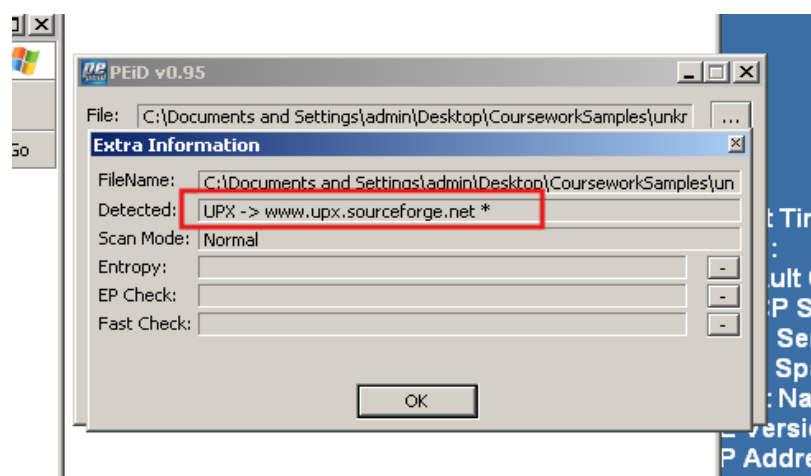 PEiD v0.95
File: C:\Documents and Settings\admin\Desktop\CourseworkSamples\unkr ...
Extra Information
FileName: C:\Documents and Settings\admin\Desktop\CourseworkSamples\un
Detected: UPX -> www.upx.sourceforge.net *
Scan Mode: Normal
Entropy: -
EP Check: -
Fast Check: -
OK